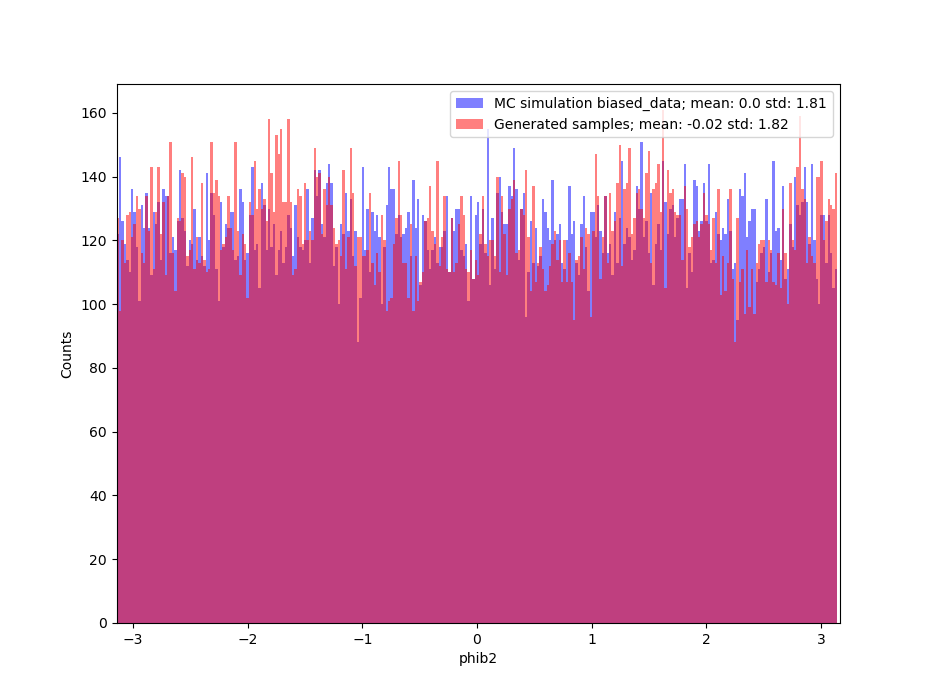 MC simulation biased_data; mean: 0.0 std: 1.81
Generated samples; mean: -0.02 std: 1.82
160
140
120
100
80
60
40
20
0
Counts
−3 −2 −1 0 1 2 3
phib2